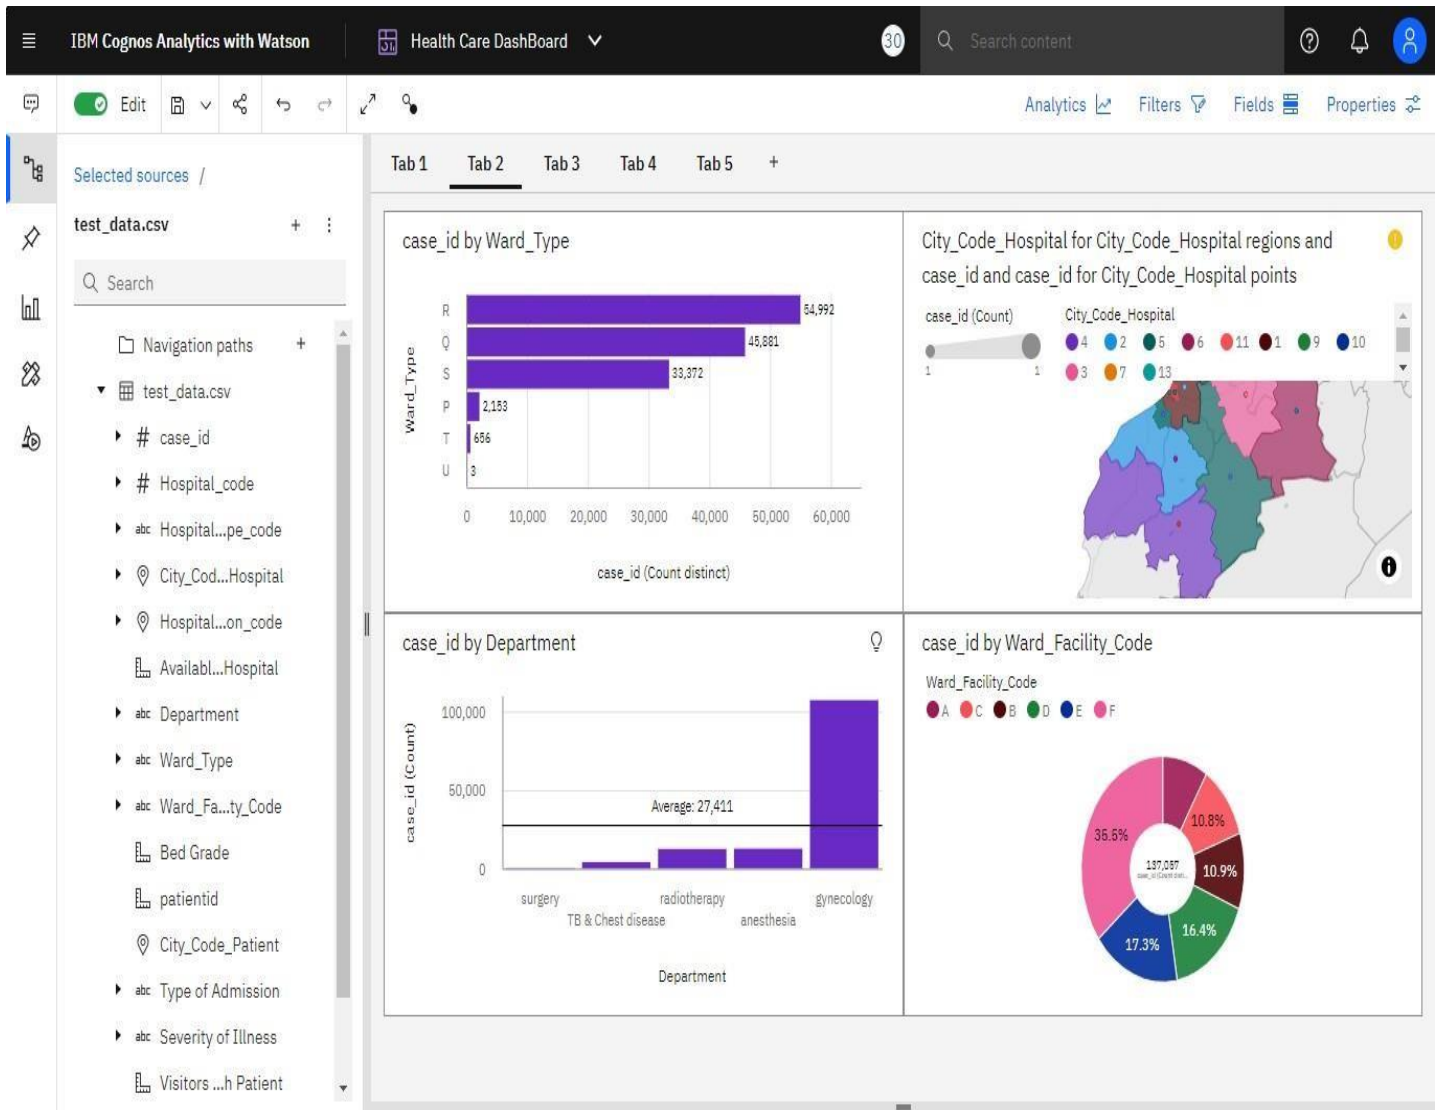 IBM Cognos Analytics with Watson
Health Care DashBoard
30
Search content
Edit
Analytics
Filters
Fields
Properties
Selected sources /
test_data.csv
Search
Navigation paths
test_data.csv
# case_id
# Hospital_code
abc Hospital...pe_code
City_Cod...Hospital
Hospital...on_code
Availabl...Hospital
abc Department
abc Ward_Type
abc Ward_Fa...ty_Code
Bed Grade
patientid
City_Code_Patient
abc Type of Admission
abc Severity of Illness
Visitors ...h Patient
Tab 1 Tab 2 Tab 3 Tab 4 Tab 5 +
case_id by Ward_Type
Ward_Type
R 54,992
Q 45,881
S 33,372
P 2,153
T 656
U 3
0 10,000 20,000 30,000 40,000 50,000 60,000
case_id (Count distinct)
City_Code_Hospital for City_Code_Hospital regions and
case_id and case_id for City_Code_Hospital points
case_id (Count)
1 1
City_Code_Hospital
4 2 5 6 11 1 9 10
3 7 13
case_id by Department
case_id (Count)
100,000
50,000
0
Average: 27,411
surgery
TB & Chest disease
radiotherapy
anesthesia
gynecology
Department
case_id by Ward_Facility_Code
Ward_Facility_Code
A C B D E F
10.8%
10.9%
16.4%
17.3%
35.5%
137,057